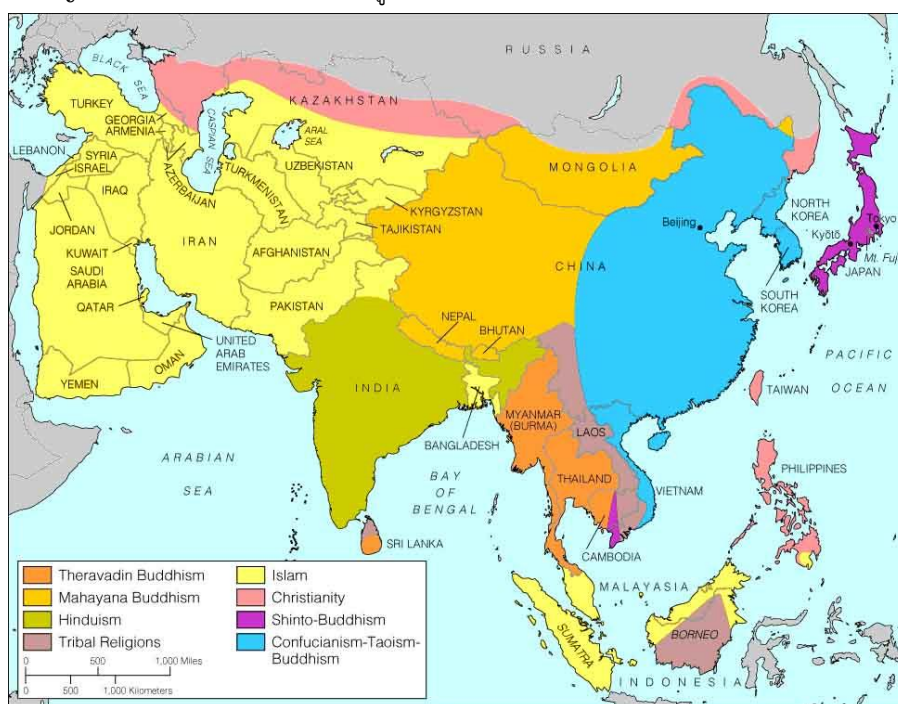 RUSSIA
BLACK
SEA
KAZAKHSTAN
TURKEY
GEORGIA
ARMENIA
CASPIAN SEA
ARAL
SEA
LEBANON
SYRIA
ISRAEL
IRAQ
AZERBAIJAN
TURKMENISTAN
UZBEKISTAN
MONGOLIA
KYRGYZSTAN
TAJIKISTAN
JORDAN
KUWAIT
SAUDI
ARABIA
QATAR
IRAN
AFGHANISTAN
PAKISTAN
Beijing
NORTH
KOREA
Tokyo
Kyōtō
Mt. Fuj
JAPAN
SOUTH
KOREA
CHINA
NEPAL
BHUTAN
UNITED
ARAB
EMIRATES
OMAN
YEMEN
INDIA
PACIFIC
OCEAN
TAIWAN
MYANMAR
(BURMA)
LAOS
BANGLADESH
ARABIAN
SEA
BAY
OF
BENGAL
THAILAND
VIETNAM
PHILIPPINES
CAMBODIA
SRI LANKA
MALAYASIA
SUMATRA
BORNEO
INDONESIA
Theravadin Buddhism
Mahayana Buddhism
Hinduism
Tribal Religions
Islam
Christianity
Shinto-Buddhism
Confucianism-Taoism-
Buddhism
0 500 1,000 Miles
0 500 1,000 Kilometers